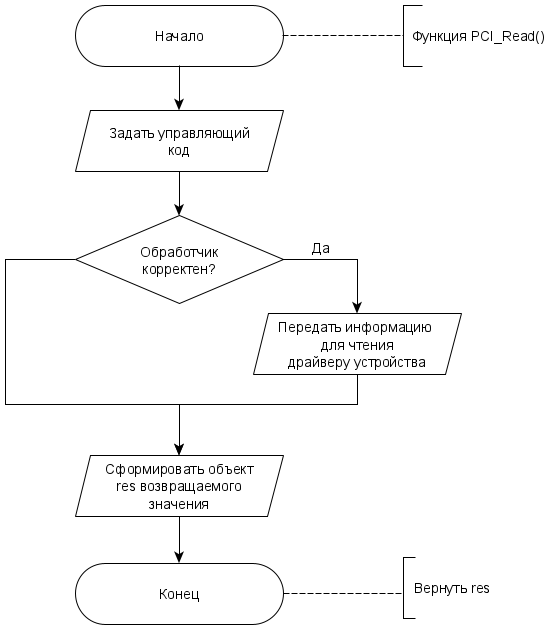 Начало
Функция PCI_Read()
Задать управляющий
код
Обработчик
корректен?
Да
Передать информацию
для чтения
драйверу устройства
Сформировать объект
res возвращаемого
значения
Конец
Вернуть res